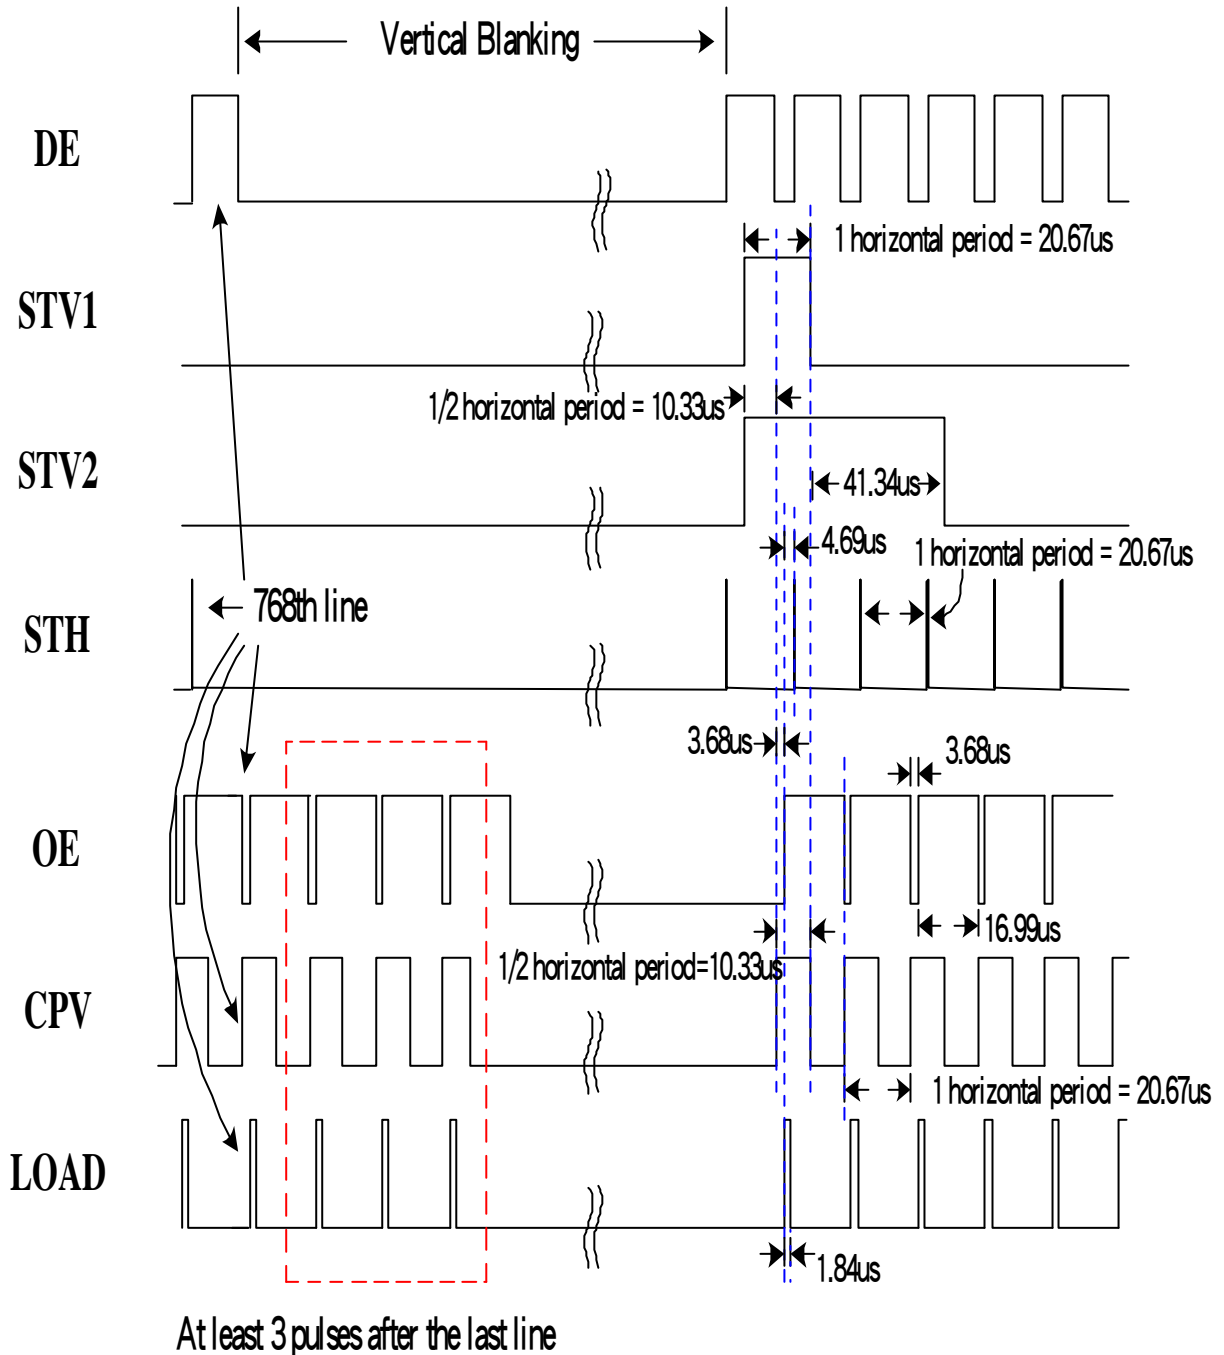 Vertical Blanking
DE
1 horizontal period = 20.67us
STV1
1/2 horizontal period = 10.33us
STV2
41.34us
4.69us
1 horizontal period = 20.67us
768th line
STH
3.68us
3.68us
OE
16.99us
1/2 horizontal period=10.33us
CPV
1 horizontal period = 20.67us
LOAD
1.84us
At least 3 pulses after the last line